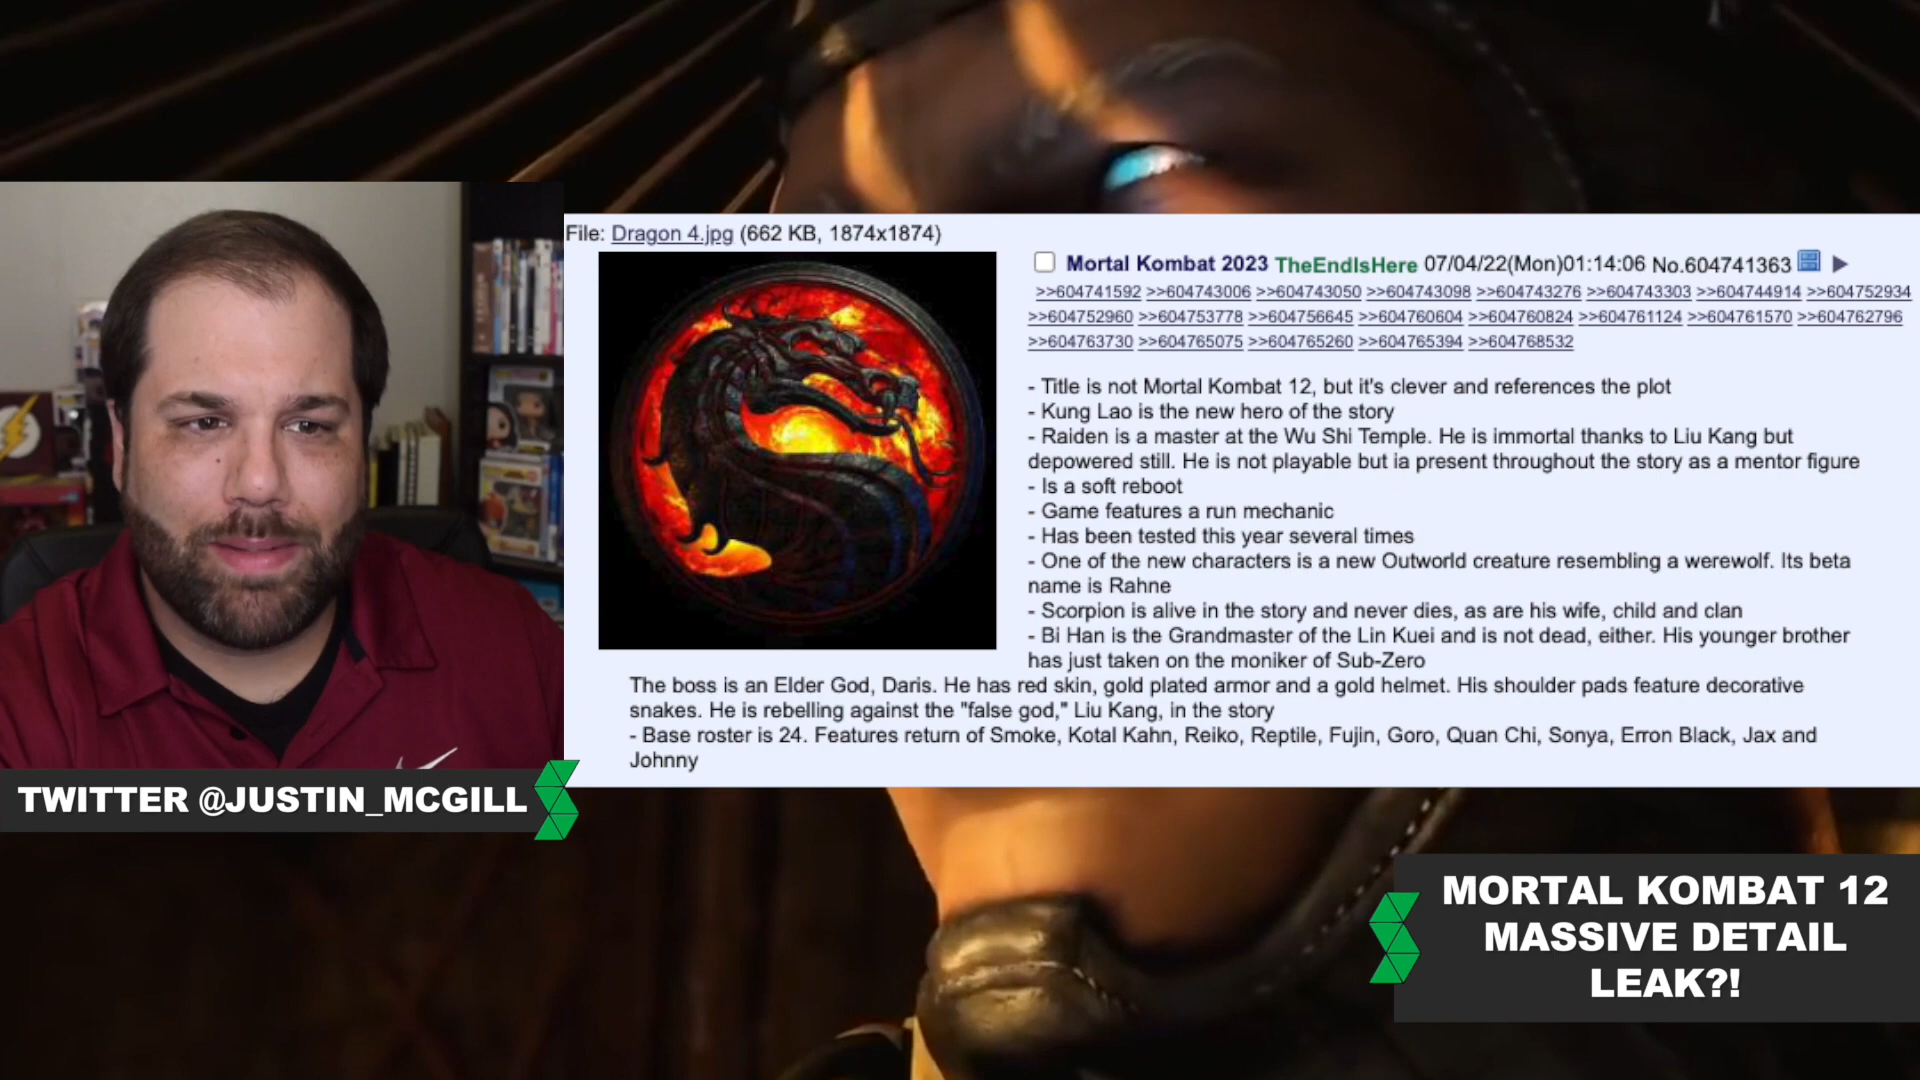 File: Dragon 4.jpg (662 KB, 1874x1874)
Mortal Kombat 2023 TheEndIsHere 07/04/22(Mon)01:14:06 No.604741363
>>604741592 >>604743006 >>604743050 >>604743098 >>604743276 >>604743303 >>604744914 >>604752934
>>604752960 >>604753778 >>604756645 >>604760604 >>604760824 >>604761124 >>604761570 >>604762796
>>604763730 >>604765075 >>604765260 >>604765394 >>604768532
- Title is not Mortal Kombat 12, but it's clever and references the plot
- Kung Lao is the new hero of the story
- Raiden is a master at the Wu Shi Temple. He is immortal thanks to Liu Kang but
depowered still. He is not playable but ia present throughout the story as a mentor figure
- Is a soft reboot
- Game features a run mechanic
- Has been tested this year several times
- One of the new characters is a new Outworld creature resembling a werewolf. Its beta
name is Rahne
- Scorpion is alive in the story and never dies, as are his wife, child and clan
- Bi Han is the Grandmaster of the Lin Kuei and is not dead, either. His younger brother
has just taken on the moniker of Sub-Zero
The boss is an Elder God, Daris. He has red skin, gold plated armor and a gold helmet. His shoulder pads feature decorative
snakes. He is rebelling against the "false god," Liu Kang, in the story
- Base roster is 24. Features return of Smoke, Kotal Kahn, Reiko, Reptile, Fujin, Goro, Quan Chi, Sonya, Erron Black, Jax and
Johnny
TWITTER @JUSTIN_MCGILL
MORTAL KOMBAT 12
MASSIVE DETAIL
LEAK?!